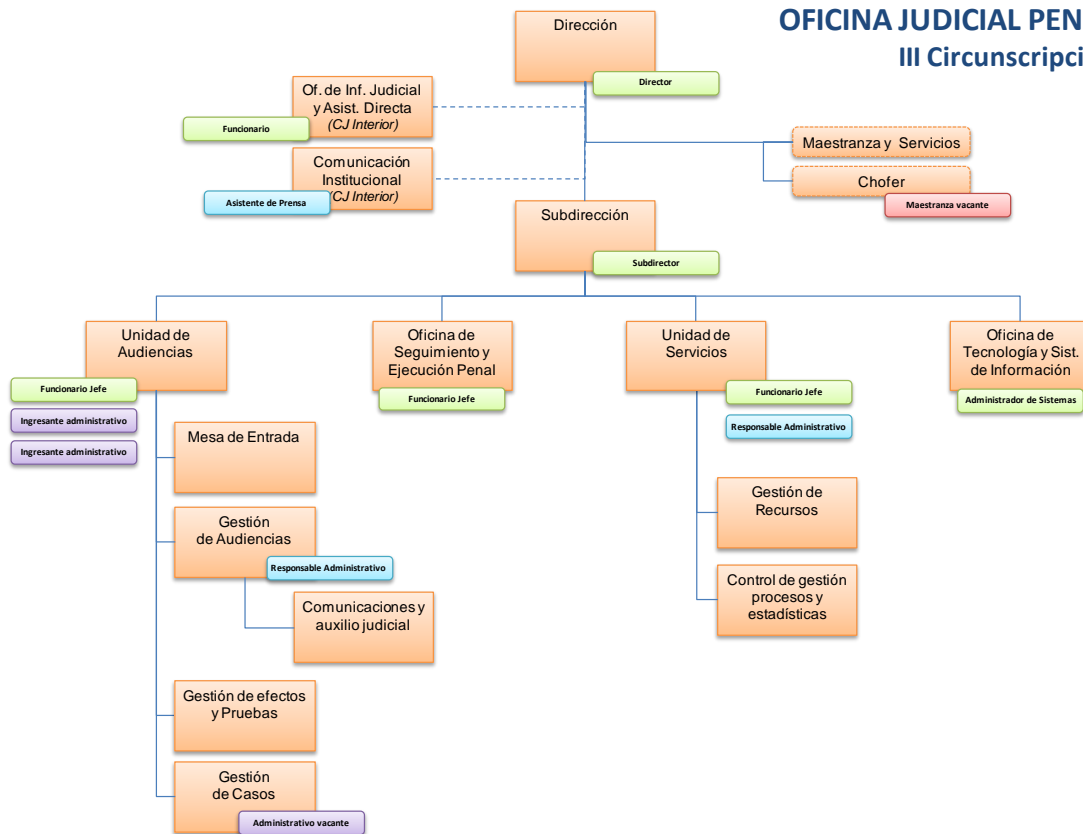 OFICINA JUDICIAL PEN
III Circunscripci
Dirección
Director
Of. de Inf. Judicial
y Asist. Directa
(CJ Interior)
Funcionario
Comunicación
Institucional
(CJ Interior)
Asistente de Prensa
Maestranza y Servicios
Chofer
Maestranza vacante
Subdirección
Subdirector
Unidad de
Audiencias
Funcionario Jefe
Ingresante administrativo
Ingresante administrativo
Oficina de
Seguimiento y
Ejecución Penal
Funcionario Jefe
Unidad de
Servicios
Funcionario Jefe
Responsable Administrativo
Oficina de
Tecnología y Sist.
de Información
Administrador de Sistemas
Mesa de Entrada
Gestión
de Audiencias
Responsable Administrativo
Comunicaciones y
auxilio judicial
Gestión de efectos
y Pruebas
Gestión
de Casos
Administrativo vacante
Gestión de
Recursos
Control de gestión
procesos y
estadísticas